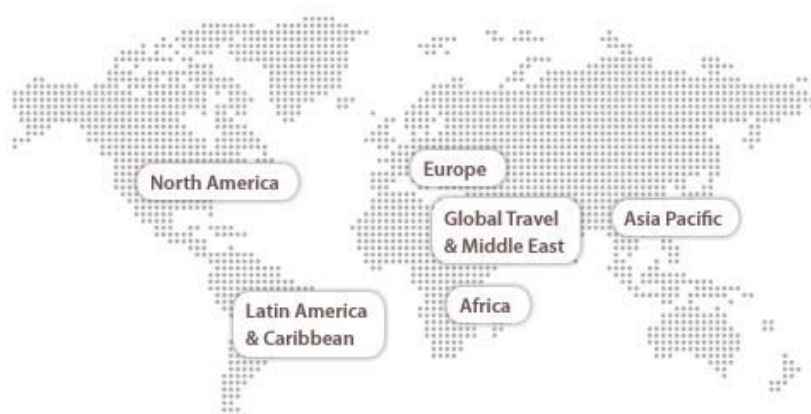 North America
Europe
Global Travel
& Middle East
Asia Pacific
Latin America
& Caribbean
Africa